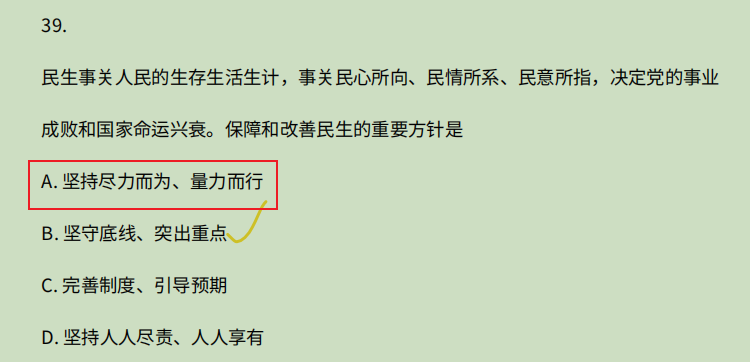 39.
民生事关人民的生存生活生计，事关民心所向、民情所系、民意所指，决定党的事业
成败和国家命运兴衰。保障和改善民生的重要方针是
A. 坚持尽力而为、量力而行
B. 坚守底线、突出重点
C. 完善制度、引导预期
D. 坚持人人尽责、人人享有